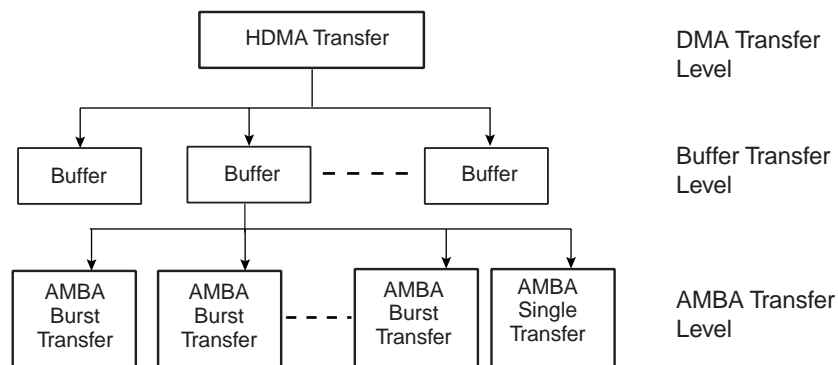 HDMA Transfer
DMA Transfer
Level
Buffer
Buffer
Buffer
Buffer Transfer
Level
AMBA
Burst
Transfer
AMBA
Burst
Transfer
AMBA
Burst
Transfer
AMBA
Single
Transfer
AMBA Transfer
Level